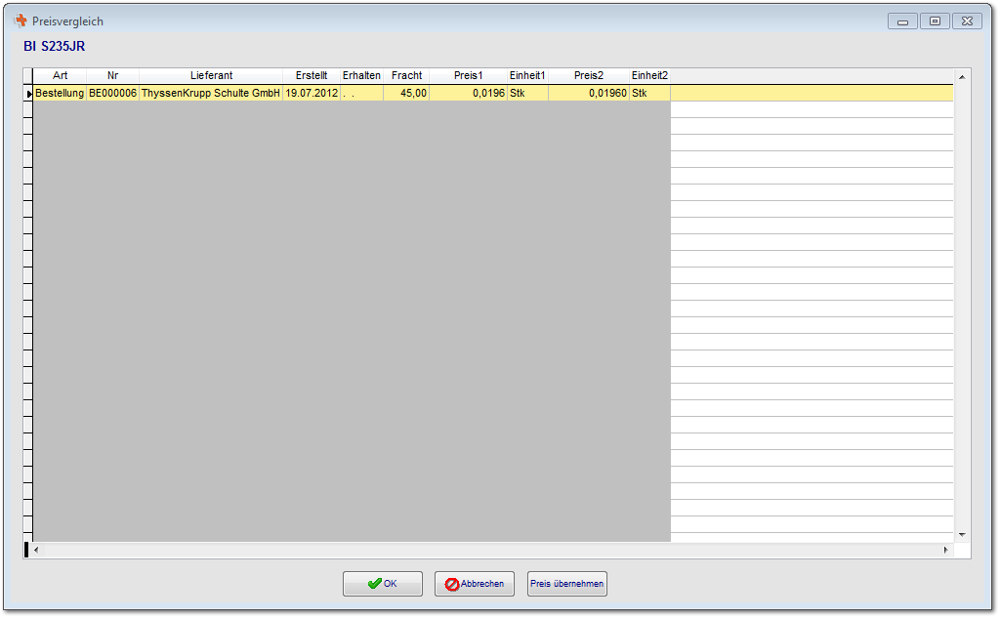 Preisvergleich
BI S235JR
Art Nr Lieferant Erstellt Erhalten Fracht Preis1 Einheit1 Preis2 Einheit2
Bestellung BE000006 ThyssenKrupp Schulte GmbH 19.07.2012 . . 45,00 0,0196 Stk 0,01960 Stk
OK Abbrechen Preis übernehmen